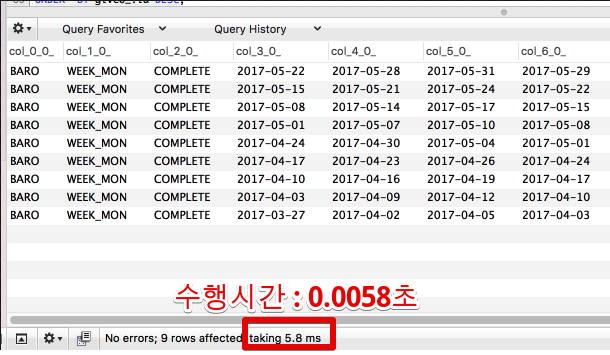 ORDER BY DESC;
Query Favorites Query History
col_0_0_ col_1_0_ col_2_0_ col_3_0_ col_4_0_ col_5_0_ col_6_0_
BARO WEEK_MON COMPLETE 2017-05-22 2017-05-28 2017-05-31 2017-05-29
BARO WEEK_MON COMPLETE 2017-05-15 2017-05-21 2017-05-24 2017-05-22
BARO WEEK_MON COMPLETE 2017-05-08 2017-05-14 2017-05-17 2017-05-15
BARO WEEK_MON COMPLETE 2017-05-01 2017-05-07 2017-05-10 2017-05-08
BARO WEEK_MON COMPLETE 2017-04-24 2017-04-30 2017-05-04 2017-05-01
BARO WEEK_MON COMPLETE 2017-04-17 2017-04-23 2017-04-26 2017-04-24
BARO WEEK_MON COMPLETE 2017-04-10 2017-04-16 2017-04-19 2017-04-17
BARO WEEK_MON COMPLETE 2017-04-03 2017-04-09 2017-04-12 2017-04-10
BARO WEEK_MON COMPLETE 2017-03-27 2017-04-02 2017-04-05 2017-04-03
수행시간 : 0.0058초
No errors; 9 rows affected, taking 5.8 ms